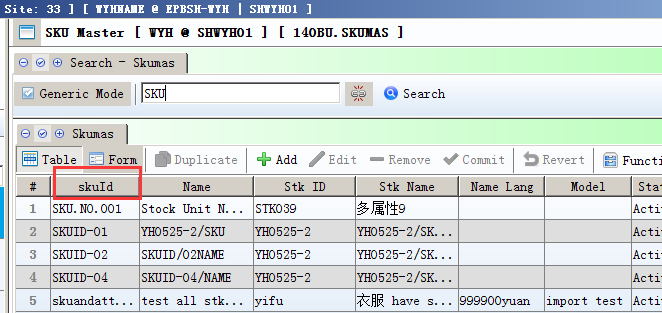 Site: 33 ] [ WYHNAME @ EPBSH-WYH | SHWYH01 ]
SKU Master [ WYH @ SHWYH01 ] [ 140BU.SKUMAS ]
Search - Skumas
Generic Mode SKU Search
Skumas
Table Form Duplicate Add Edit Remove Commit Revert Functi
# skuId Name Stk ID Stk Name Name Lang Model Sta
1 SKU.NO.001 Stock Unit N... STK039 多属性9 Acti
2 SKUID-01 YH0525-2/SKU YH0525-2 YH0525-2/SK... Acti
3 SKUID-02 SKUID/02NAME YH0525-2 YH0525-2/SK... Acti
4 SKUID-04 SKUID-04/NAME YH0525-2 YH0525-2/SK... Acti
5 skuandatt... test all stk... yifu 衣服 have s... 999900yuan import test Acti